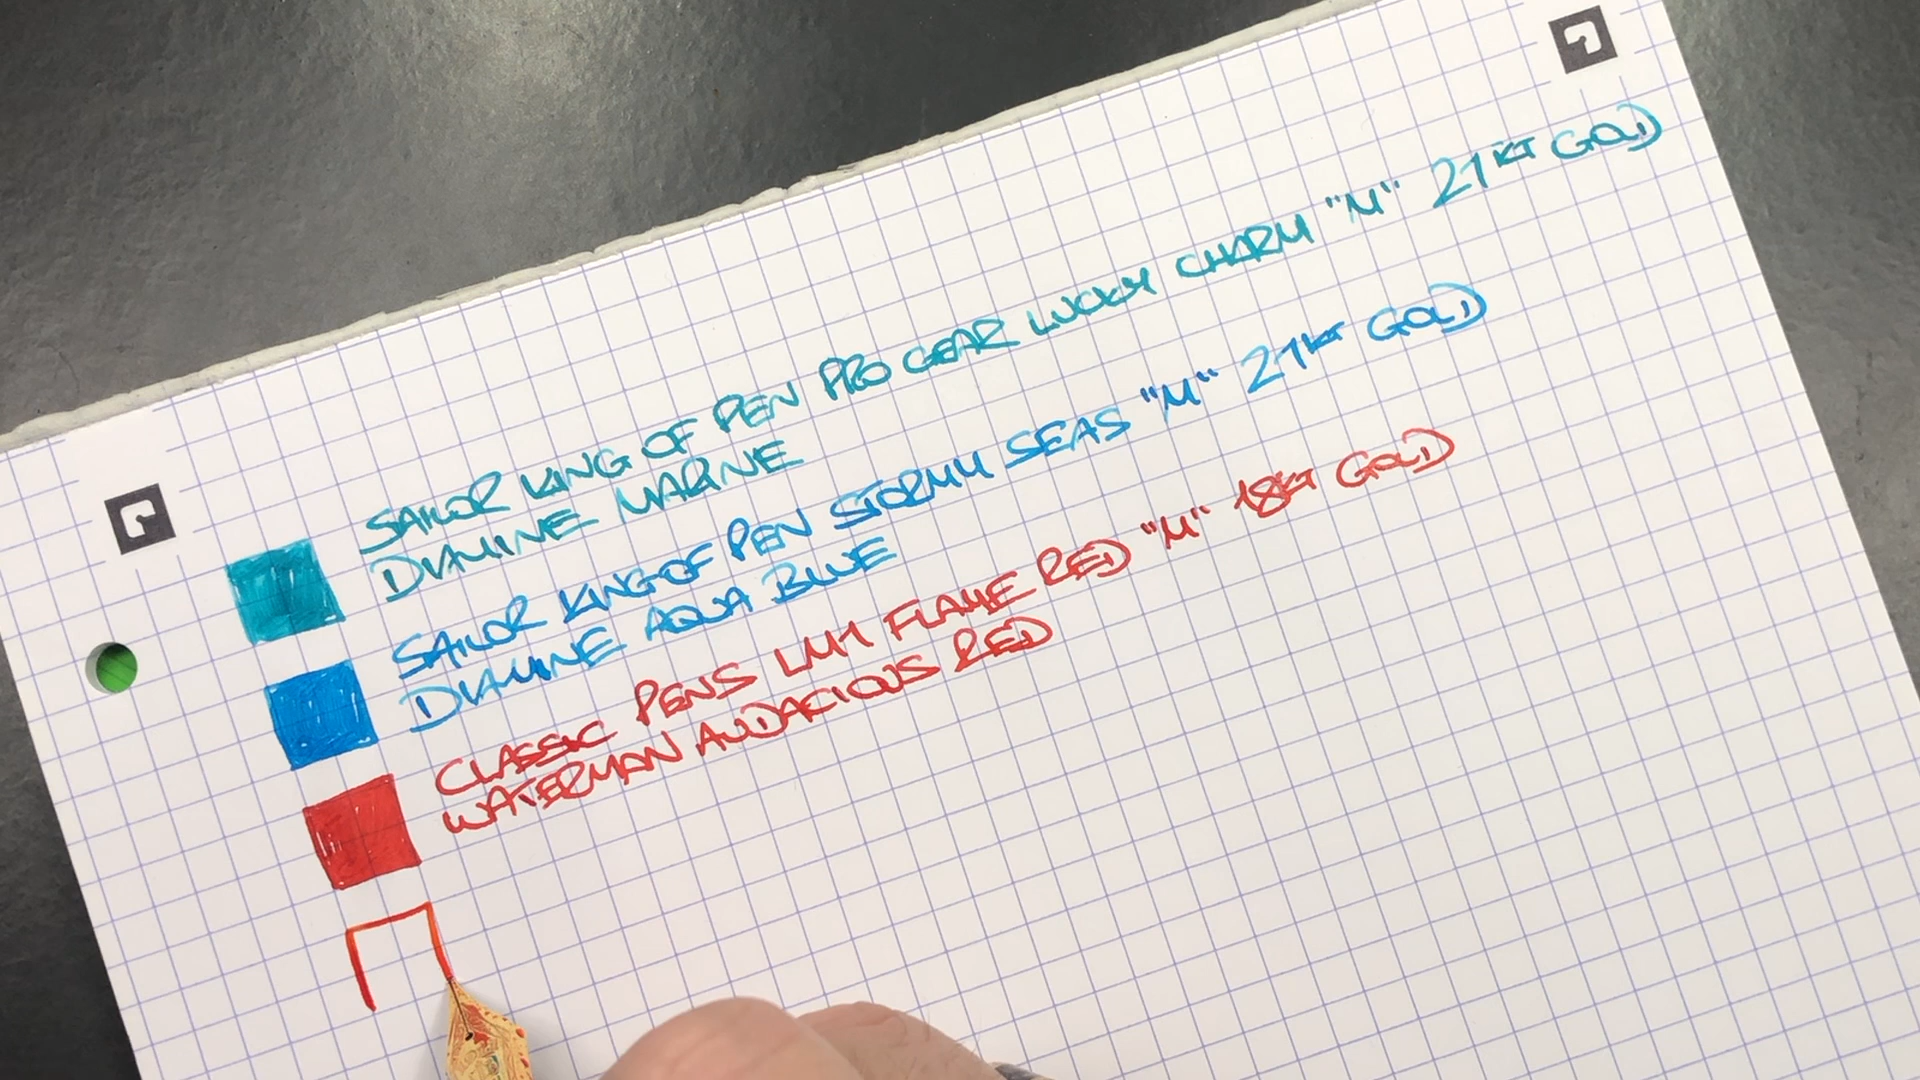 SAILOR KING OF PEN PRO GEAR LUCKY CHARM "M" 21KT GOLD
DIAMINE MARINE
SAILOR KING OF PEN STORMY SEAS "M" 21KT GOLD
DIAMINE AQUA BLUE
CLASSIC PENS LM1 FLAME RED "M" 18KT GOLD
WATERMAN AUDACIOUS RED